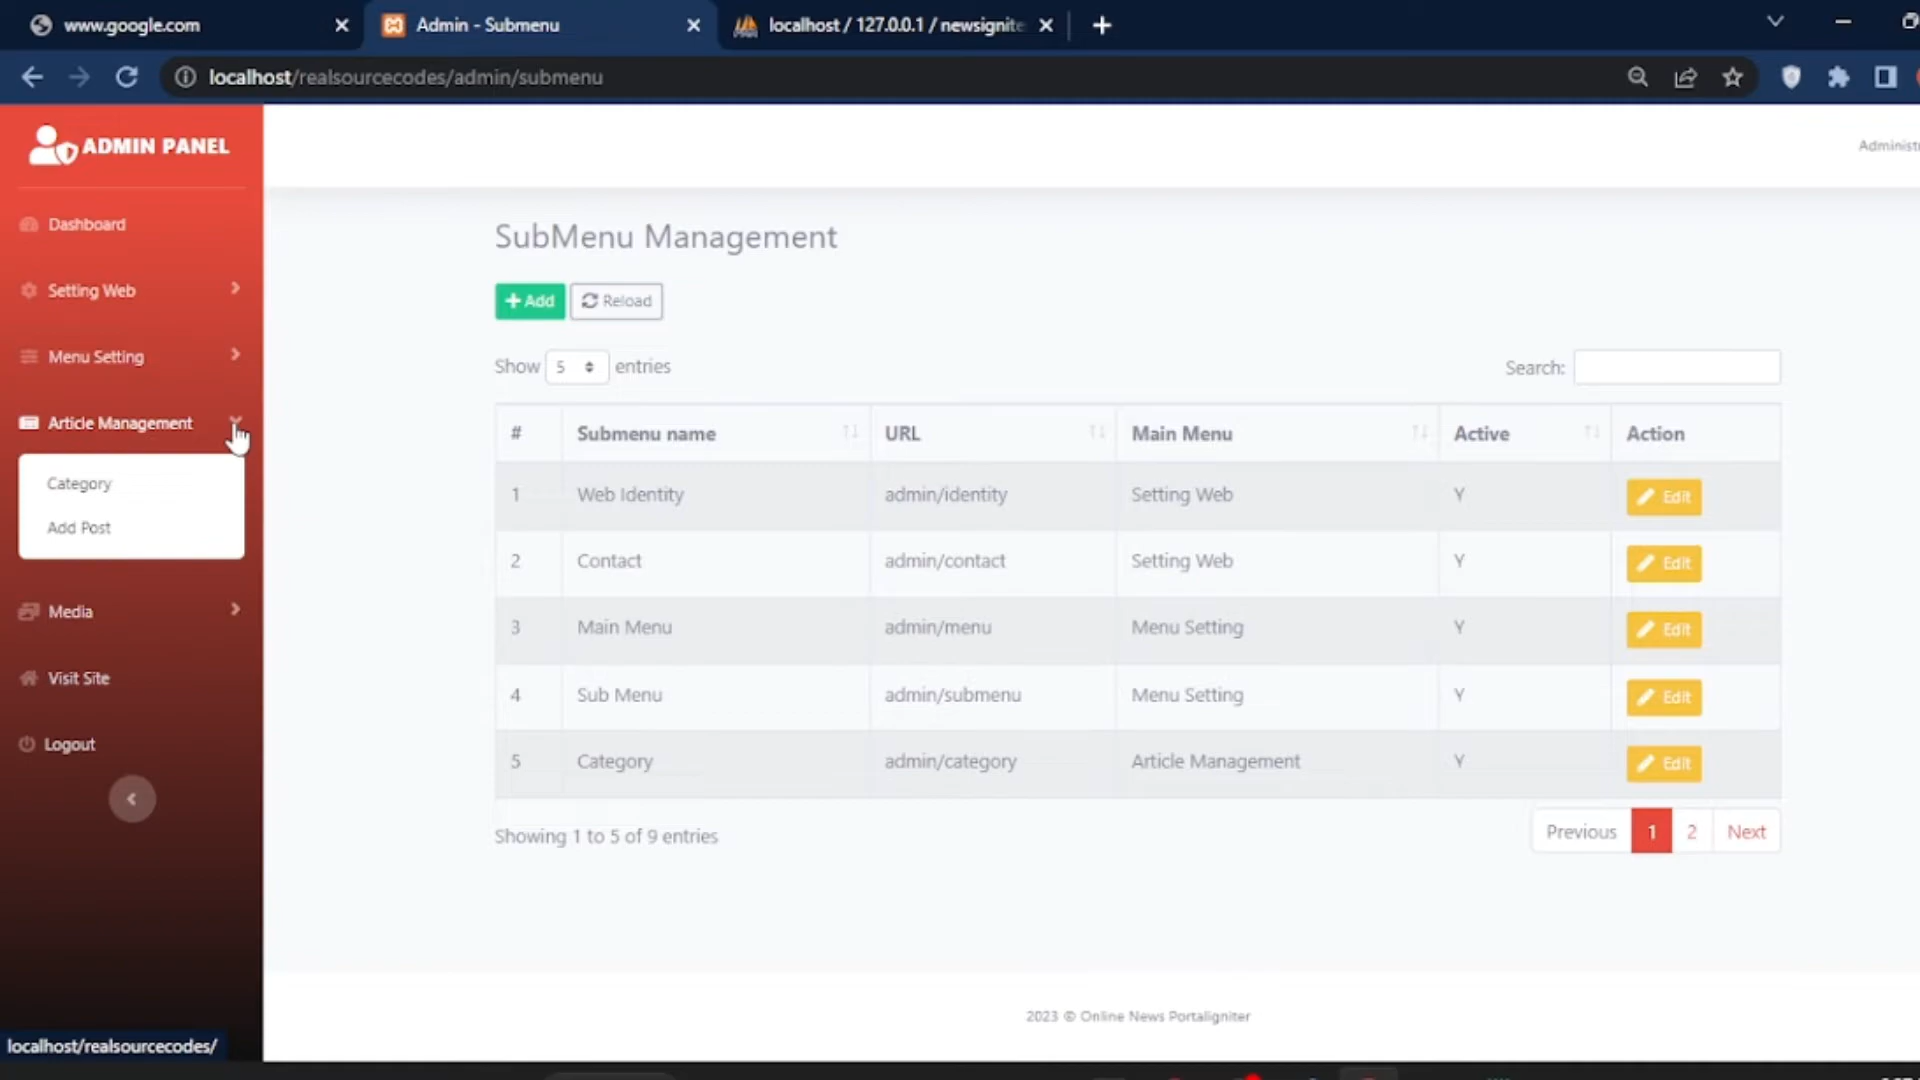 www.google.com
Admin - Submenu
localhost / 127.0.0.1 / newsignite
localhost/realsourcecodes/admin/submenu
ADMIN PANEL
Administ
Dashboard
Setting Web
Menu Setting
Article Management
Category
Add Post
Media
Visit Site
Logout
SubMenu Management
Add Reload
Show 5 entries
Search:
# Submenu name URL Main Menu Active Action
1 Web Identity admin/identity Setting Web Y Edit
2 Contact admin/contact Setting Web Y Edit
3 Main Menu admin/menu Menu Setting Y Edit
4 Sub Menu admin/submenu Menu Setting Y Edit
5 Category admin/category Article Management Y Edit
Showing 1 to 5 of 9 entries
Previous 1 2 Next
2023 © Online News Portaligniter
localhost/realsourcecodes/